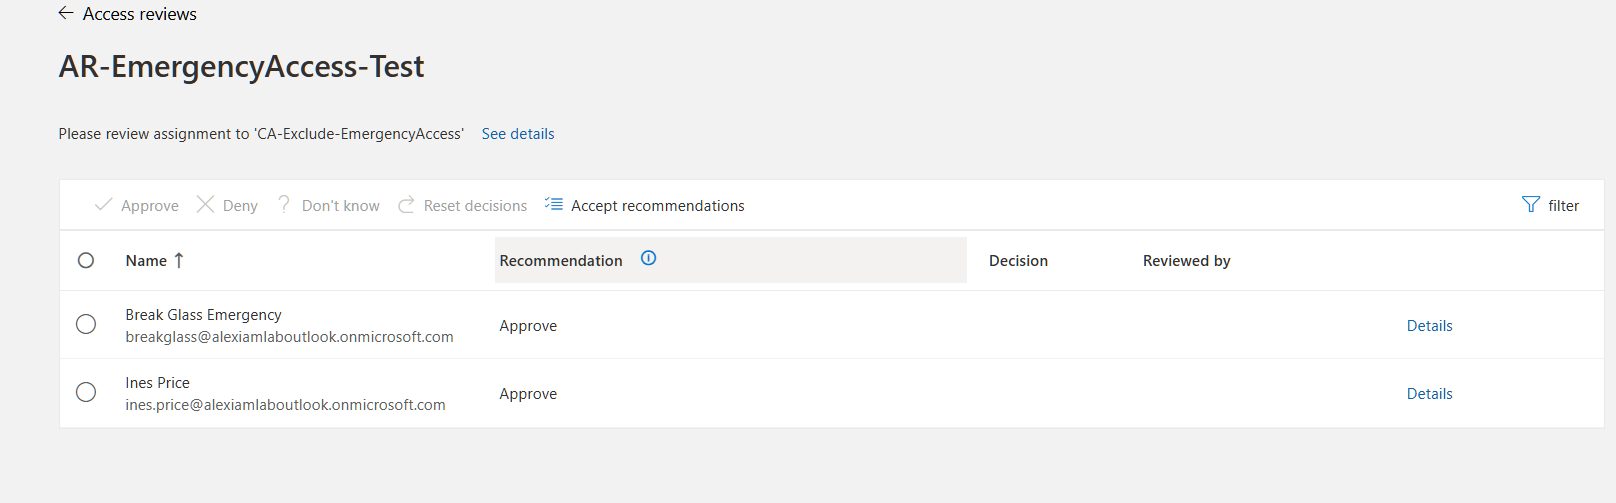 Access reviews
AR-EmergencyAccess-Test
Please review assignment to 'CA-Exclude-EmergencyAccess' See details
Approve Deny Don't know Reset decisions Accept recommendations filter
Name Recommendation Decision Reviewed by
Break Glass Emergency
breakglass@alexiamlaboutlook.onmicrosoft.com
Approve Details
Ines Price
ines.price@alexiamlaboutlook.onmicrosoft.com
Approve Details